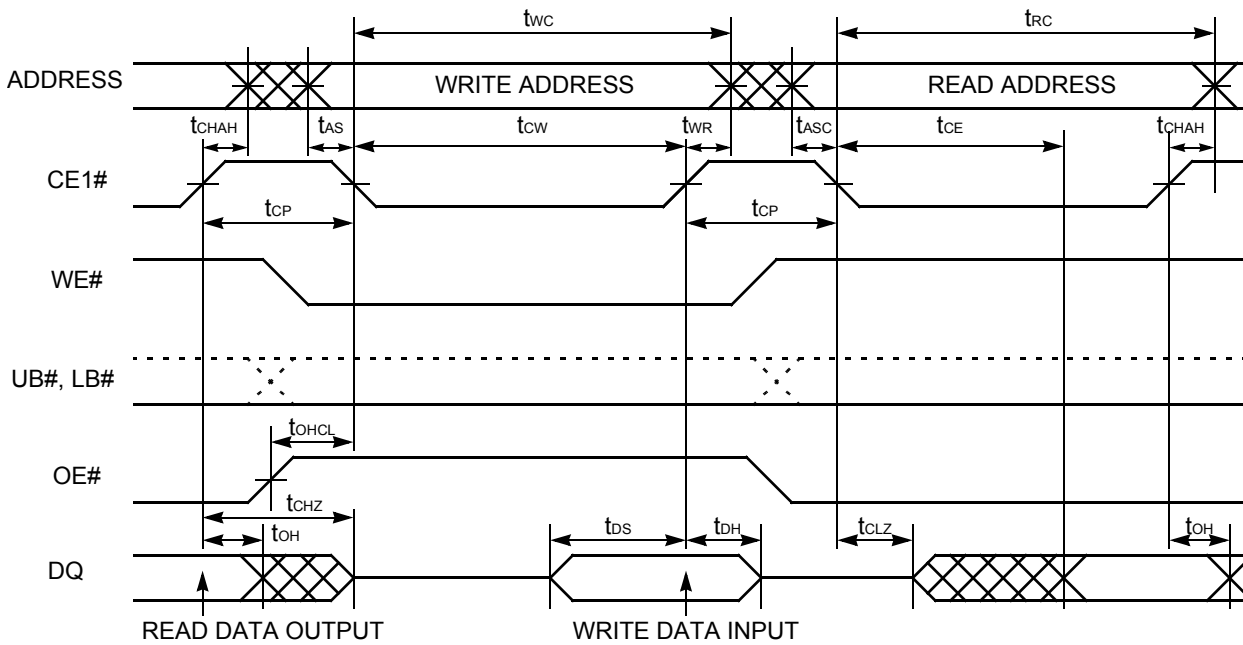 tWC tRC
ADDRESS WRITE ADDRESS READ ADDRESS
tCHAH tAS tCW tWR tASC tCE tCHAH
CE1#
tCP tCP
WE#
UB#, LB#
tOHCL
OE#
tCHZ
tOH tDS tDH tCLZ tOH
DQ
READ DATA OUTPUT WRITE DATA INPUT